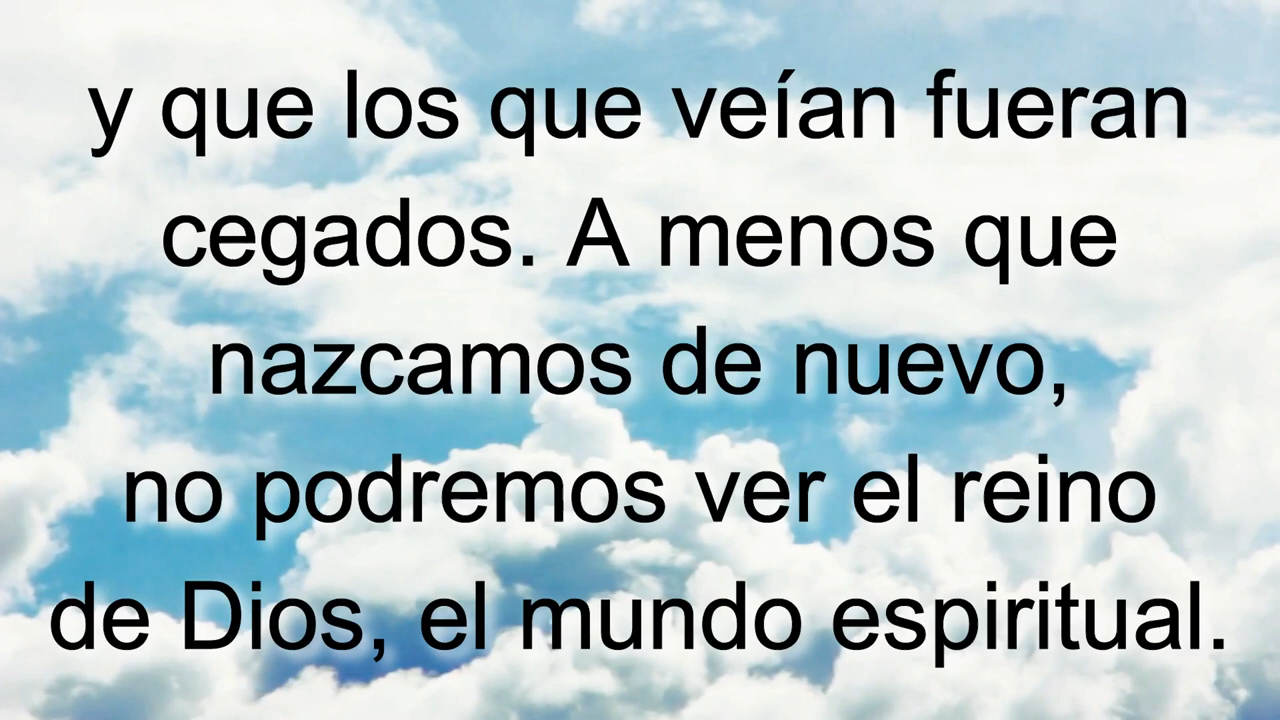 y que los que veían fueran
cegados. A menos que
nazcamos de nuevo,
no podremos ver el reino
de Dios, el mundo espiritual.